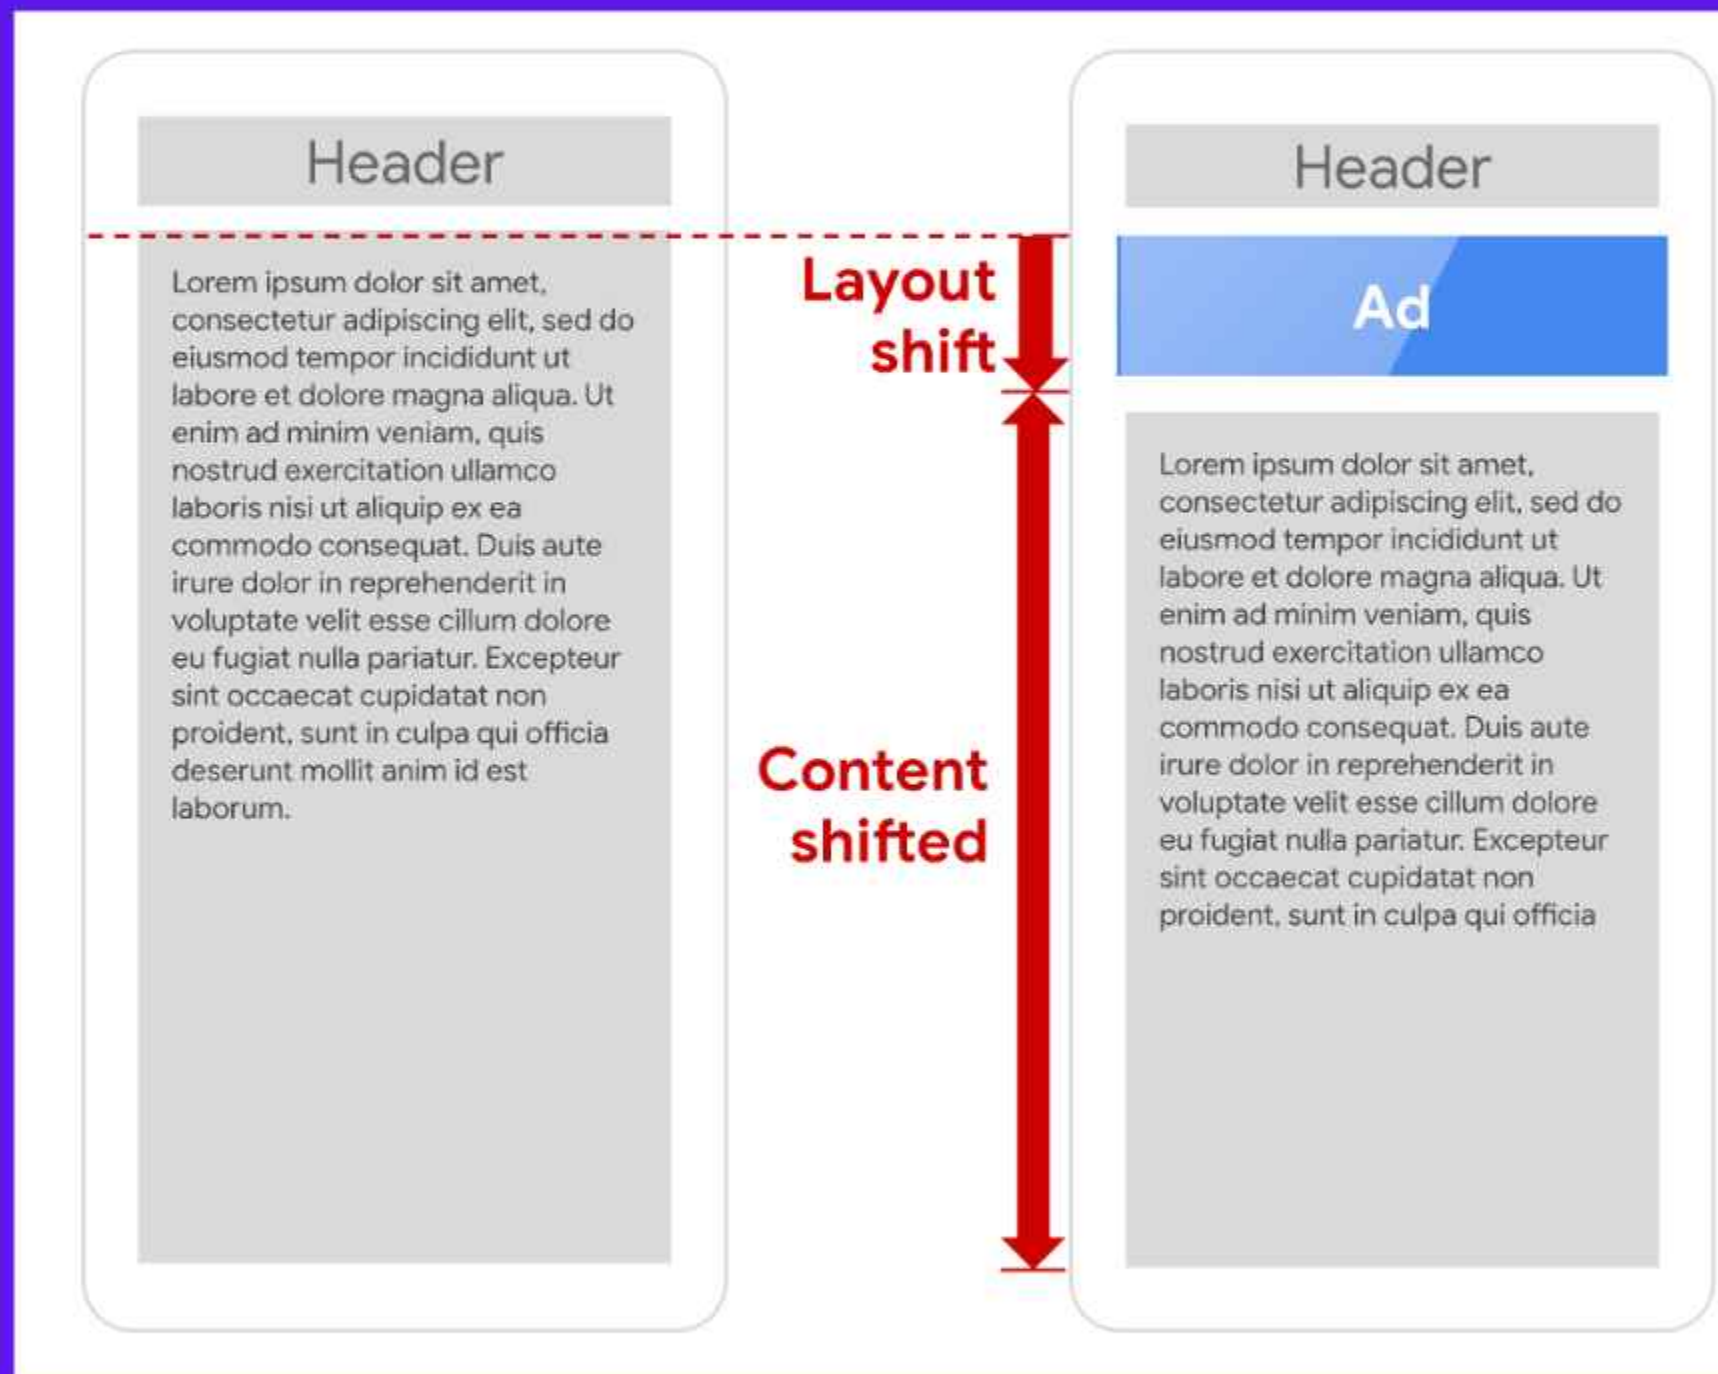 Header
Lorem ipsum dolor sit amet,
consectetur adipiscing elit, sed do
eiusmod tempor incididunt ut
labore et dolore magna aliqua. Ut
enim ad minim veniam, quis
nostrud exercitation ullamco
laboris nisi ut aliquip ex ea
commodo consequat. Duis aute
irure dolor in reprehenderit in
voluptate velit esse cillum dolore
eu fugiat nulla pariatur. Excepteur
sint occaecat cupidatat non
proident, sunt in culpa qui officia
deserunt mollit anim id est
laborum.
Layout
shift
Content
shifted
Header
Ad
Lorem ipsum dolor sit amet,
consectetur adipiscing elit, sed do
eiusmod tempor incididunt ut
labore et dolore magna aliqua. Ut
enim ad minim veniam, quis
nostrud exercitation ullamco
laboris nisi ut aliquip ex ea
commodo consequat. Duis aute
irure dolor in reprehenderit in
voluptate velit esse cillum dolore
eu fugiat nulla pariatur. Excepteur
sint occaecat cupidatat non
proident, sunt in culpa qui officia